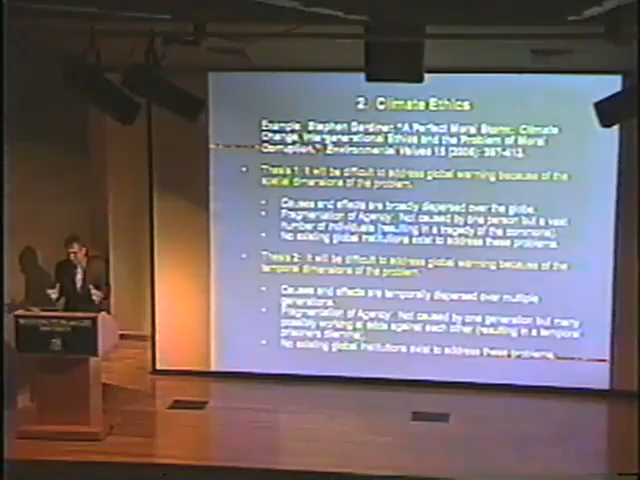 2. Climate Ethics
Example: Stephen Gardiner, "A Perfect Moral Storm: Climate
Change, Intergenerational Ethics and the Problem of Moral
Corruption," Environmental Values 15 (2006): 397-413.
• Thesis 1: It will be difficult to address global warming because of the
spatial dimensions of the problem.
• Causes and effects are broadly dispersed over the globe.
• Fragmentation of Agency: Not caused by one person but a vast
number of individuals (resulting in a tragedy of the commons).
• No existing global institutions exist to address these problems.
• Thesis 2: It will be difficult to address global warming because of the
temporal dimensions of the problem.
• Causes and effects are temporally dispersed over multiple
generations.
• Fragmentation of Agency: Not caused by one generation but many
possibly working at odds against each other (resulting in a temporal
prisoners dilemma).
• No existing global institutions exist to address these problems.